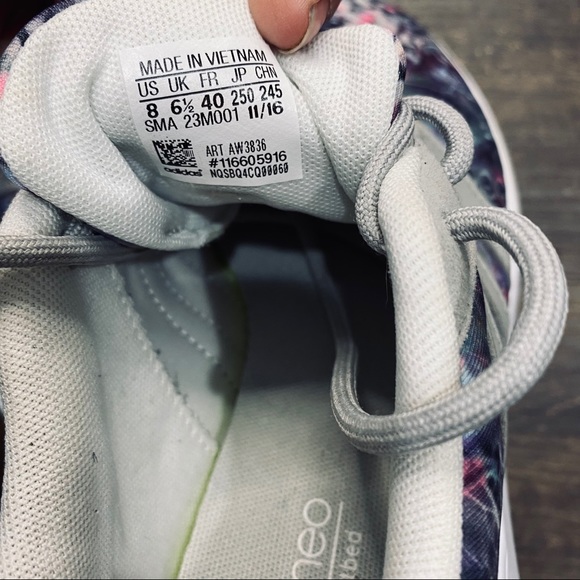 MADE IN VIETNAM
US UK FR JP CHN
8 6½ 40 250 245
SMA 23M001 11/16
ART AW3836
#116605916
adidas NQSBQ4CQ00060
neo